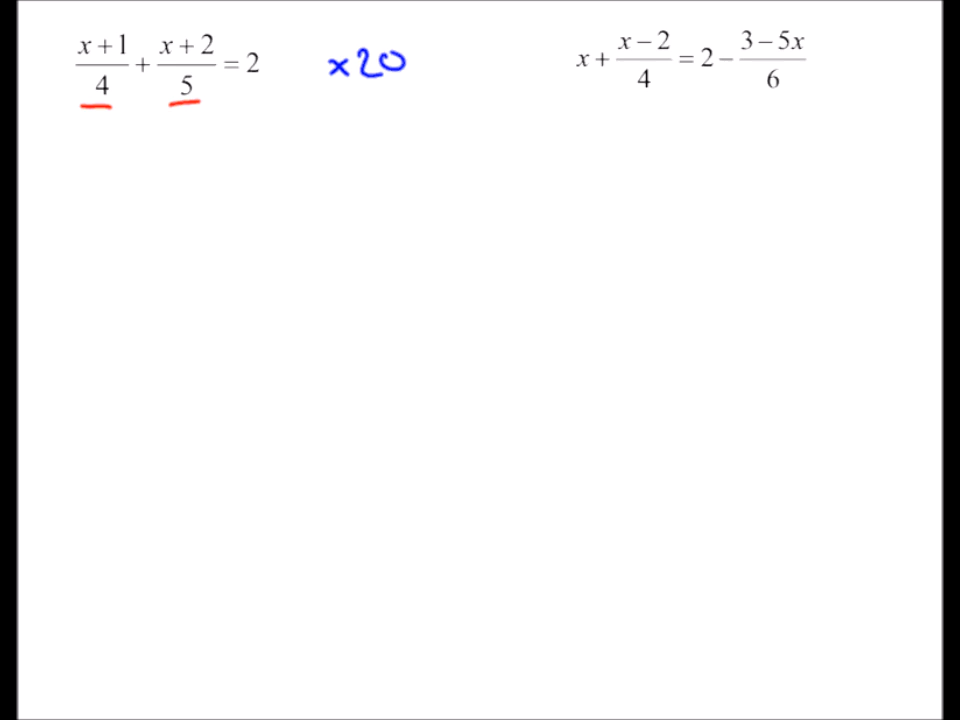 (x+1)/4 + (x+2)/5 = 2
×20
x + (x−2)/4 = 2 − (3−5x)/6